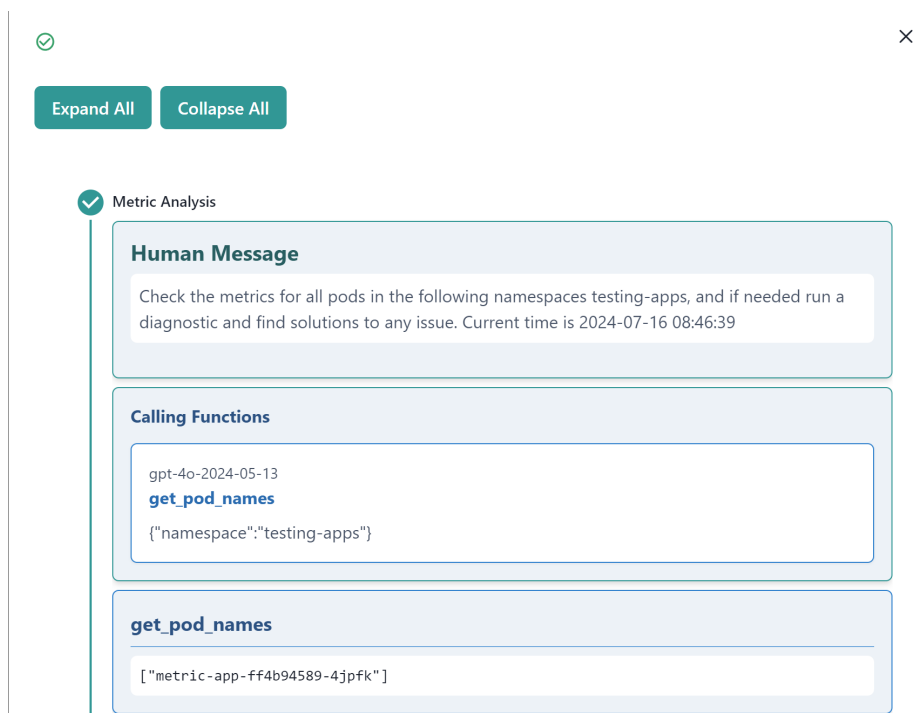 Expand All
Collapse All
Metric Analysis
Human Message
Check the metrics for all pods in the following namespaces testing-apps, and if needed run a
diagnostic and find solutions to any issue. Current time is 2024-07-16 08:46:39
Calling Functions
gpt-4o-2024-05-13
get_pod_names
{"namespace":"testing-apps"}
get_pod_names
["metric-app-ff4b94589-4jpfk"]